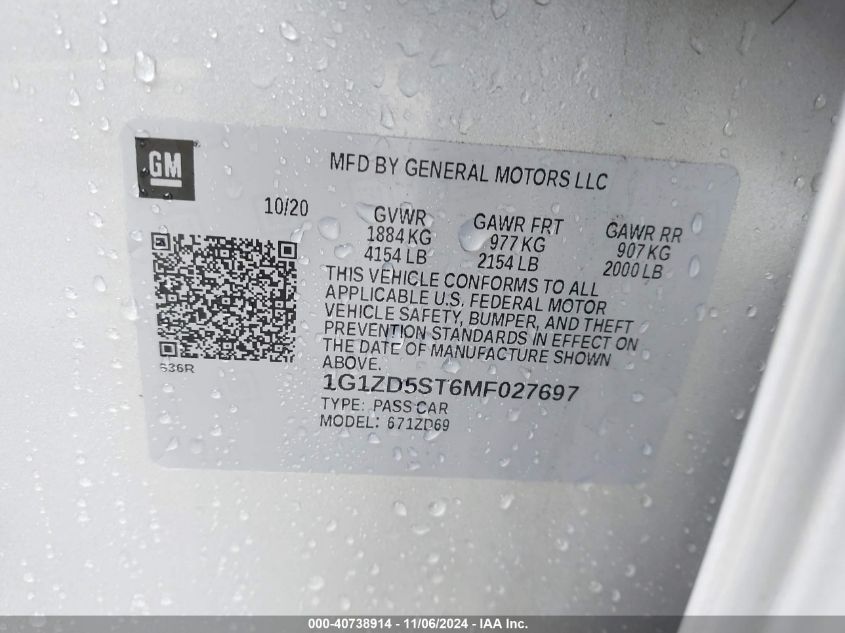 GM
MFD BY GENERAL MOTORS LLC
10/20
GVWR
1884 KG
4154 LB
GAWR FRT
977 KG
2154 LB
GAWR RR
907 KG
2000 LB
THIS VEHICLE CONFORMS TO ALL
APPLICABLE U.S. FEDERAL MOTOR
VEHICLE SAFETY, BUMPER, AND THEFT
PREVENTION STANDARDS IN EFFECT ON
THE DATE OF MANUFACTURE SHOWN
ABOVE.
636R
1G1ZD5ST6MF027697
TYPE: PASS CAR
MODEL: 671ZD69
000-40738914 - 11/06/2024 - IAA Inc.